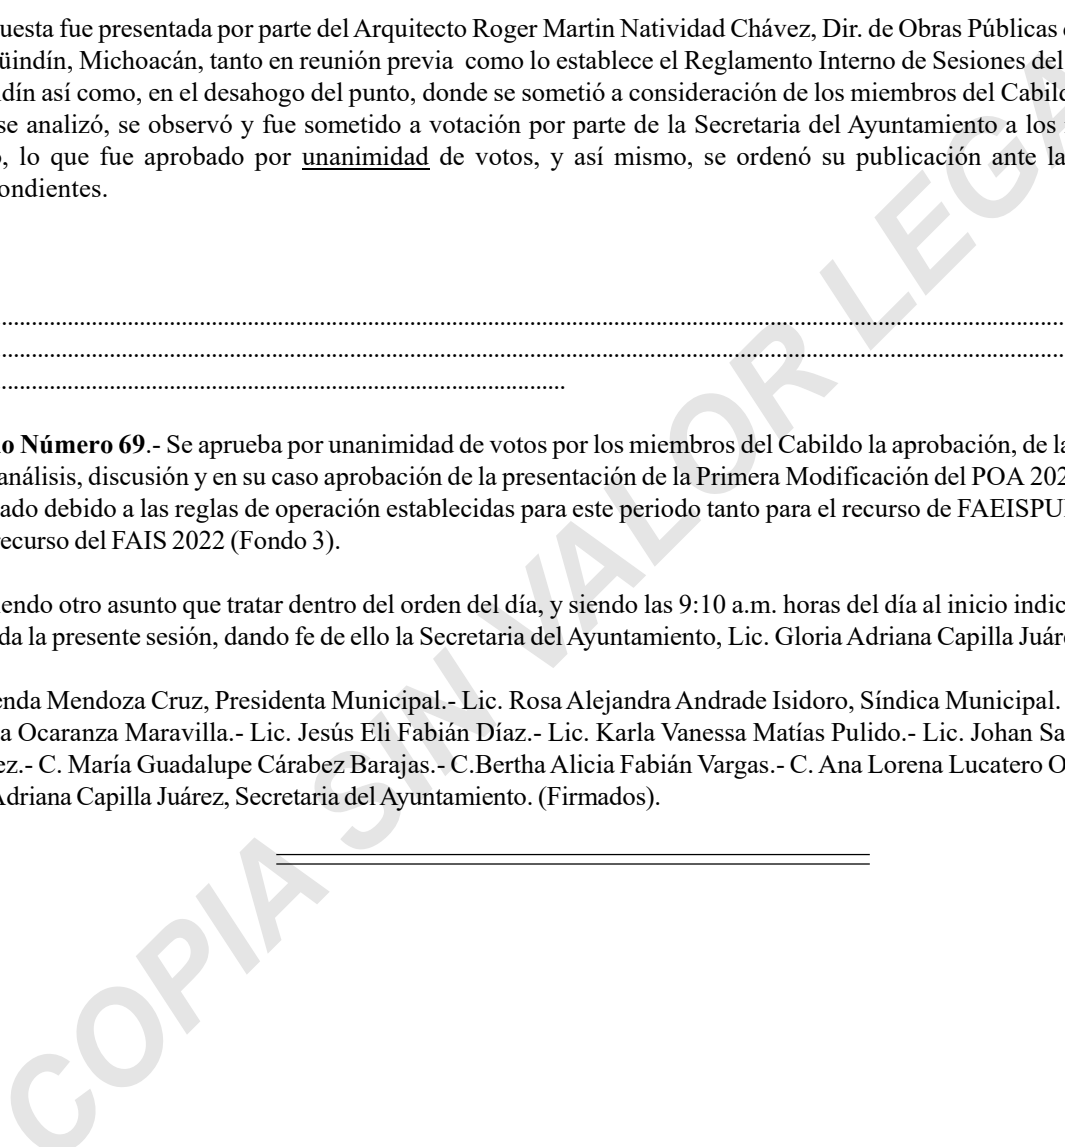 uesta fue presentada por parte del Arquitecto Roger Martin Natividad Chávez, Dir. de Obras Públicas
üindín, Michoacán, tanto en reunión previa como lo establece el Reglamento Interno de Sesiones del
dín así como, en el desahogo del punto, donde se sometió a consideración de los miembros del Cabild
se analizó, se observó y fue sometido a votación por parte de la Secretaria del Ayuntamiento a los
, lo que fue aprobado por unanimidad de votos, y así mismo, se ordenó su publicación ante la
ondientes.
....................................................................................................
....................................................................................................
....................................................................................................
o Número 69.- Se aprueba por unanimidad de votos por los miembros del Cabildo la aprobación, de la
análisis, discusión y en su caso aprobación de la presentación de la Primera Modificación del POA 202
ado debido a las reglas de operación establecidas para este periodo tanto para el recurso de FAEISPU
recurso del FAIS 2022 (Fondo 3).
endo otro asunto que tratar dentro del orden del día, y siendo las 9:10 a.m. horas del día al inicio indic
da la presente sesión, dando fe de ello la Secretaria del Ayuntamiento, Lic. Gloria Adriana Capilla Juár
enda Mendoza Cruz, Presidenta Municipal.- Lic. Rosa Alejandra Andrade Isidoro, Síndica Municipal.
a Ocaranza Maravilla.- Lic. Jesús Eli Fabián Díaz.- Lic. Karla Vanessa Matías Pulido.- Lic. Johan Sa
ez.- C. María Guadalupe Cárabez Barajas.- C.Bertha Alicia Fabián Vargas.- C. Ana Lorena Lucatero O
Adriana Capilla Juárez, Secretaria del Ayuntamiento. (Firmados).
COPIA SIN VALOR LEGA